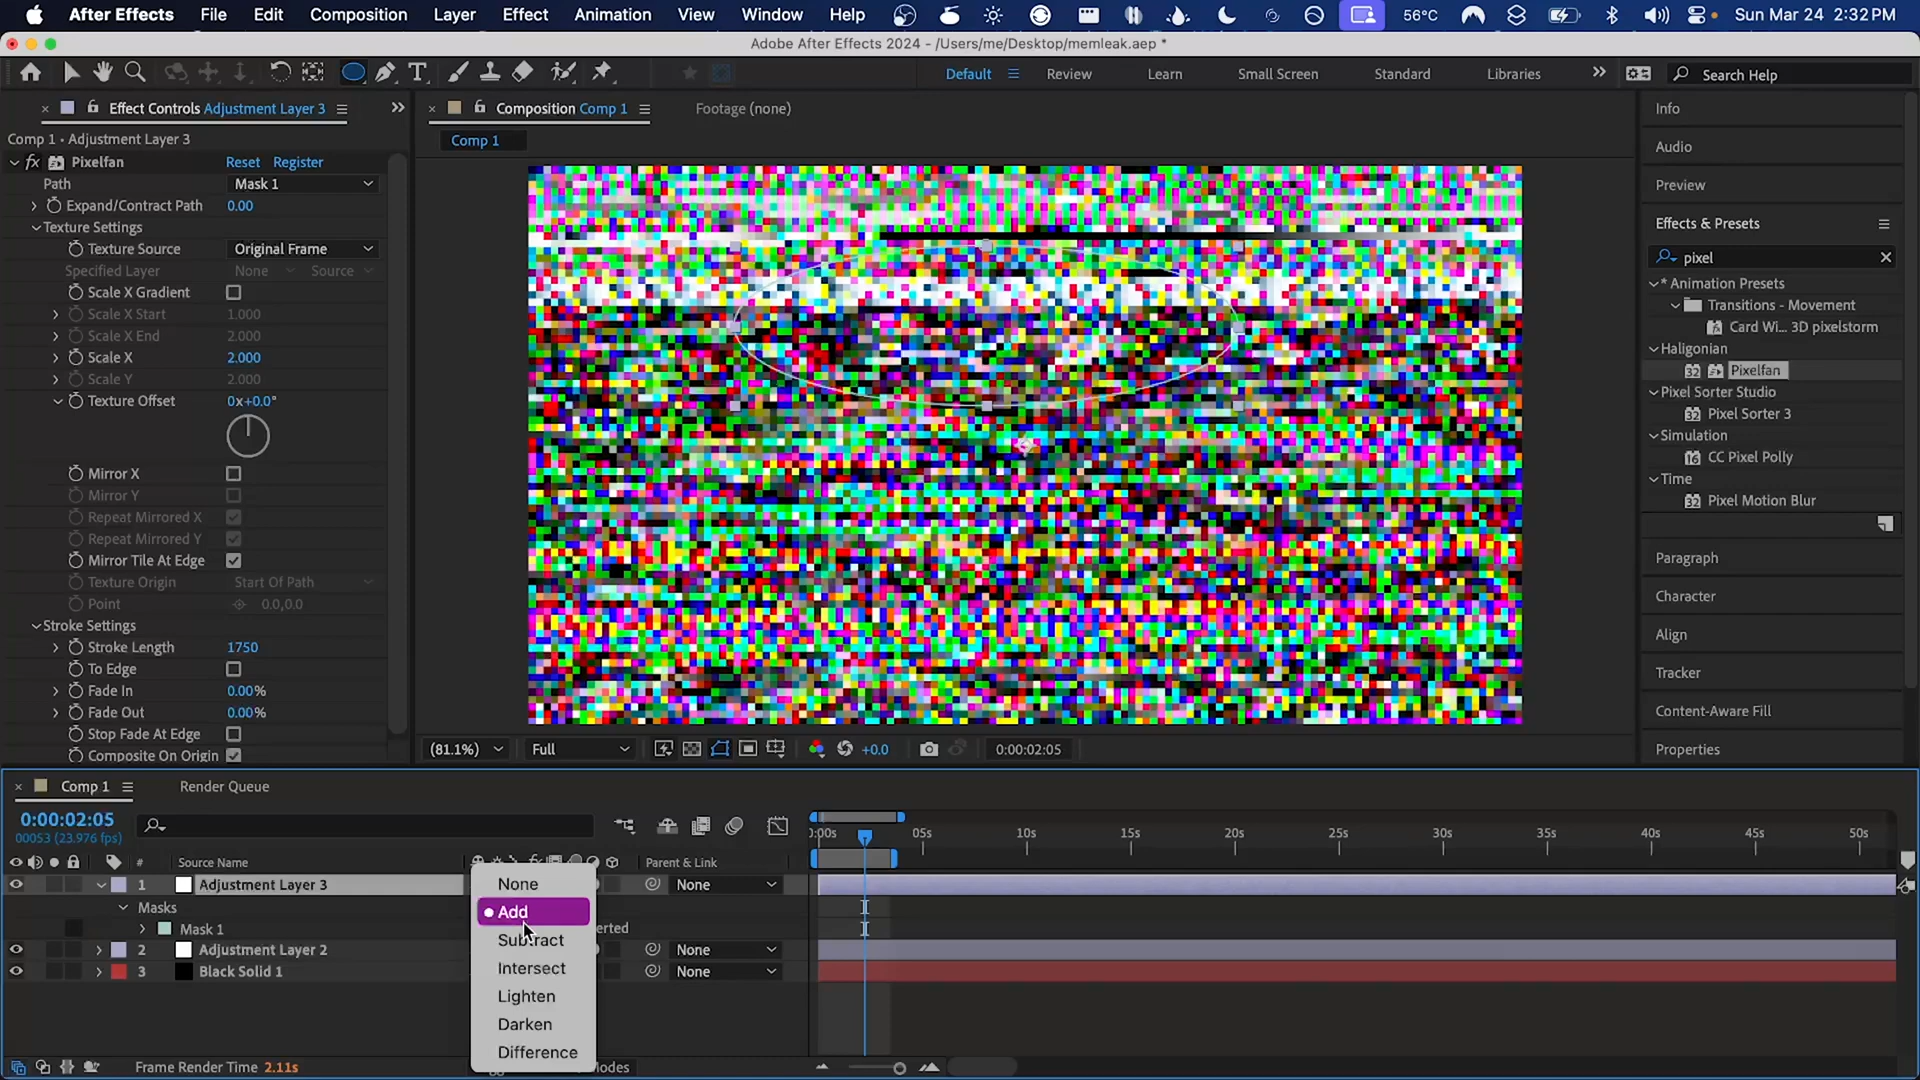 After Effects File Edit Composition Layer Effect Animation View Window Help 56°C Sun Mar 24 2:32 PM
Adobe After Effects 2024 - /Users/me/Desktop/memleak.aep *
Default Review Learn Small Screen Standard Libraries Search Help
Effect Controls Adjustment Layer 3
Composition Comp 1 Footage (none)
Comp 1 • Adjustment Layer 3
Comp 1
fx Pixelfan Reset Register
Path Mask 1
Expand/Contract Path 0.00
Texture Settings
Texture Source Original Frame
Specified Layer None Source
Scale X Gradient
Scale X Start 1.000
Scale X End 2.000
Scale X 2.000
Scale Y 2.000
Texture Offset 0x+0.0°
Mirror X
Mirror Y
Repeat Mirrored X
Repeat Mirrored Y
Mirror Tile At Edge
Texture Origin Start Of Path
Point 0.0,0.0
Stroke Settings
Stroke Length 1750
To Edge
Fade In 0.00%
Fade Out 0.00%
Stop Fade At Edge
Composite On Origin
Info
Audio
Preview
Effects & Presets
pixel
* Animation Presets
Transitions - Movement
Card Wi... 3D pixelstorm
Haligonian
Pixelfan
Pixel Sorter Studio
Pixel Sorter 3
Simulation
CC Pixel Polly
Time
Pixel Motion Blur
Paragraph
Character
Align
Tracker
Content-Aware Fill
Properties
(81.1%) Full +0.0 0:00:02:05
Comp 1 Render Queue
0:00:02:05
00053 (23.976 fps)
:00s 05s 10s 15s 20s 25s 30s 35s 40s 45s 50s
# Source Name Parent & Link
1 Adjustment Layer 3 None
Masks
Mask 1 erted
2 Adjustment Layer 2 None
3 Black Solid 1 None
None
Add
Subtract
Intersect
Lighten
Darken
Difference
Frame Render Time 2.11s Modes